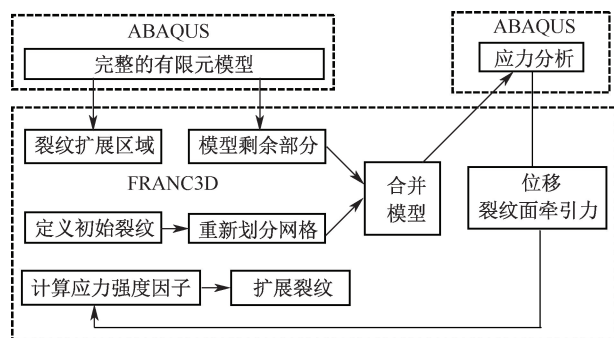 ABAQUS
完整的有限元模型
ABAQUS
应力分析
裂纹扩展区域
模型剩余部分
FRANC3D
合并
模型
位移
裂纹面牵引力
定义初始裂纹
重新划分网格
计算应力强度因子
扩展裂纹